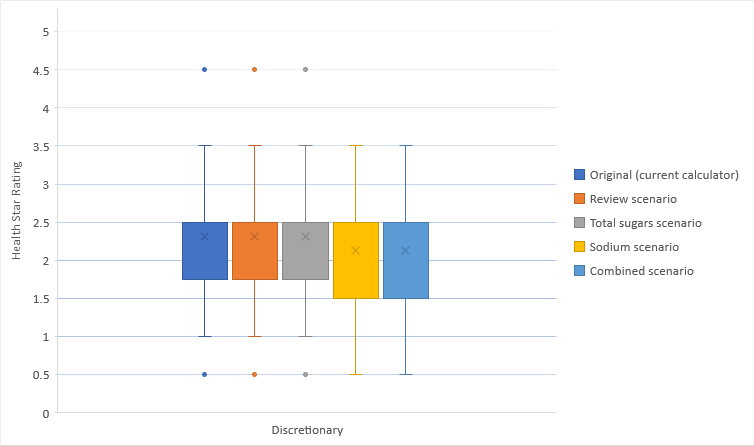 5
4.5
4
3.5
3
2.5
2
1.5
1
0.5
0
Health Star Rating
Discretionary
Original (current calculator)
Review scenario
Total sugars scenario
Sodium scenario
Combined scenario